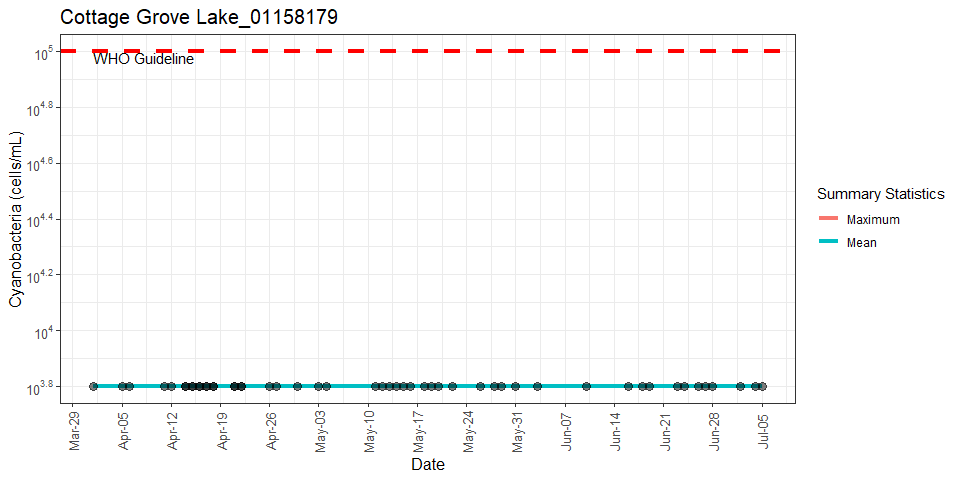 Cottage Grove Lake_01158179
10^5
WHO Guideline
10^4.8
10^4.6
10^4.4
10^4.2
10^4
10^3.8
Cyanobacteria (cells/mL)
Mar-29 Apr-05 Apr-12 Apr-19 Apr-26 May-03 May-10 May-17 May-24 May-31 Jun-07 Jun-14 Jun-21 Jun-28 Jul-05
Date
Summary Statistics
Maximum
Mean